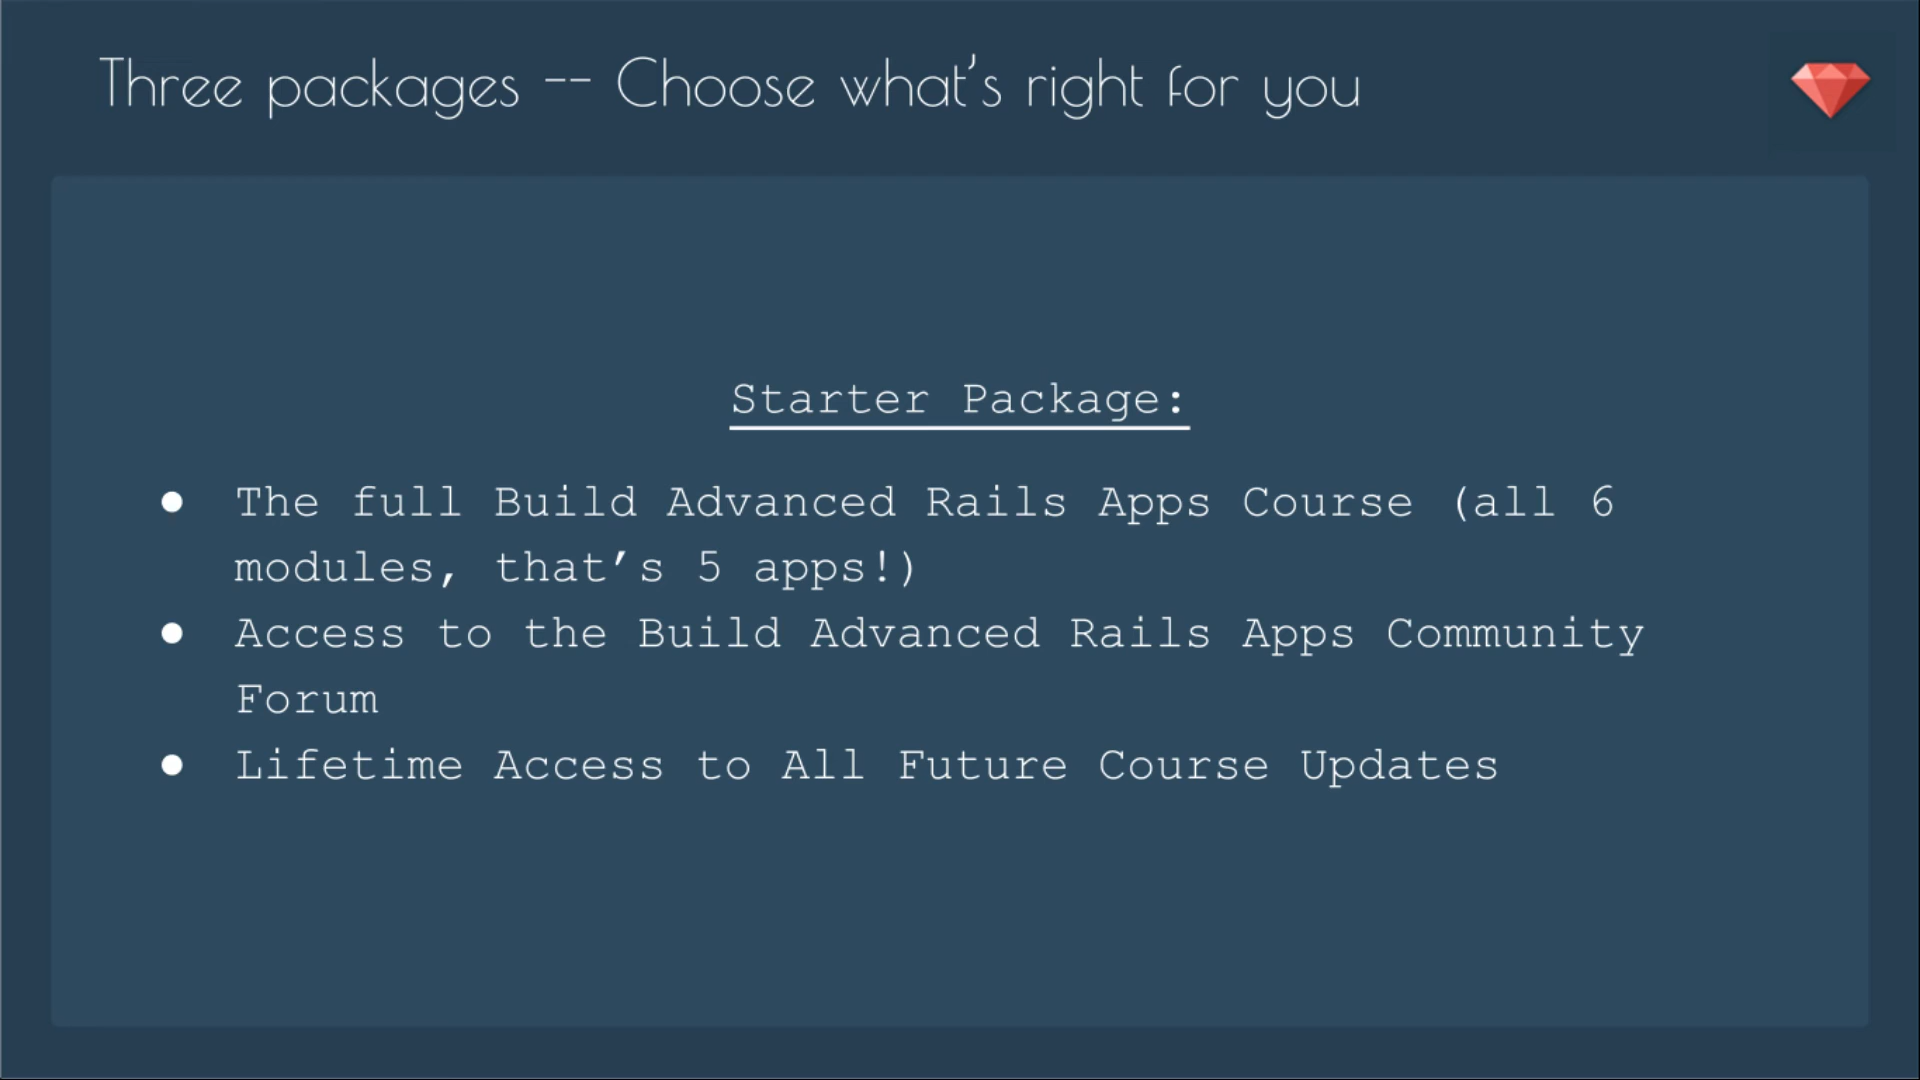 Three packages -- Choose what's right for you
Starter Package:
● The full Build Advanced Rails Apps Course (all 6
modules, that’s 5 apps!)
● Access to the Build Advanced Rails Apps Community
Forum
● Lifetime Access to All Future Course Updates